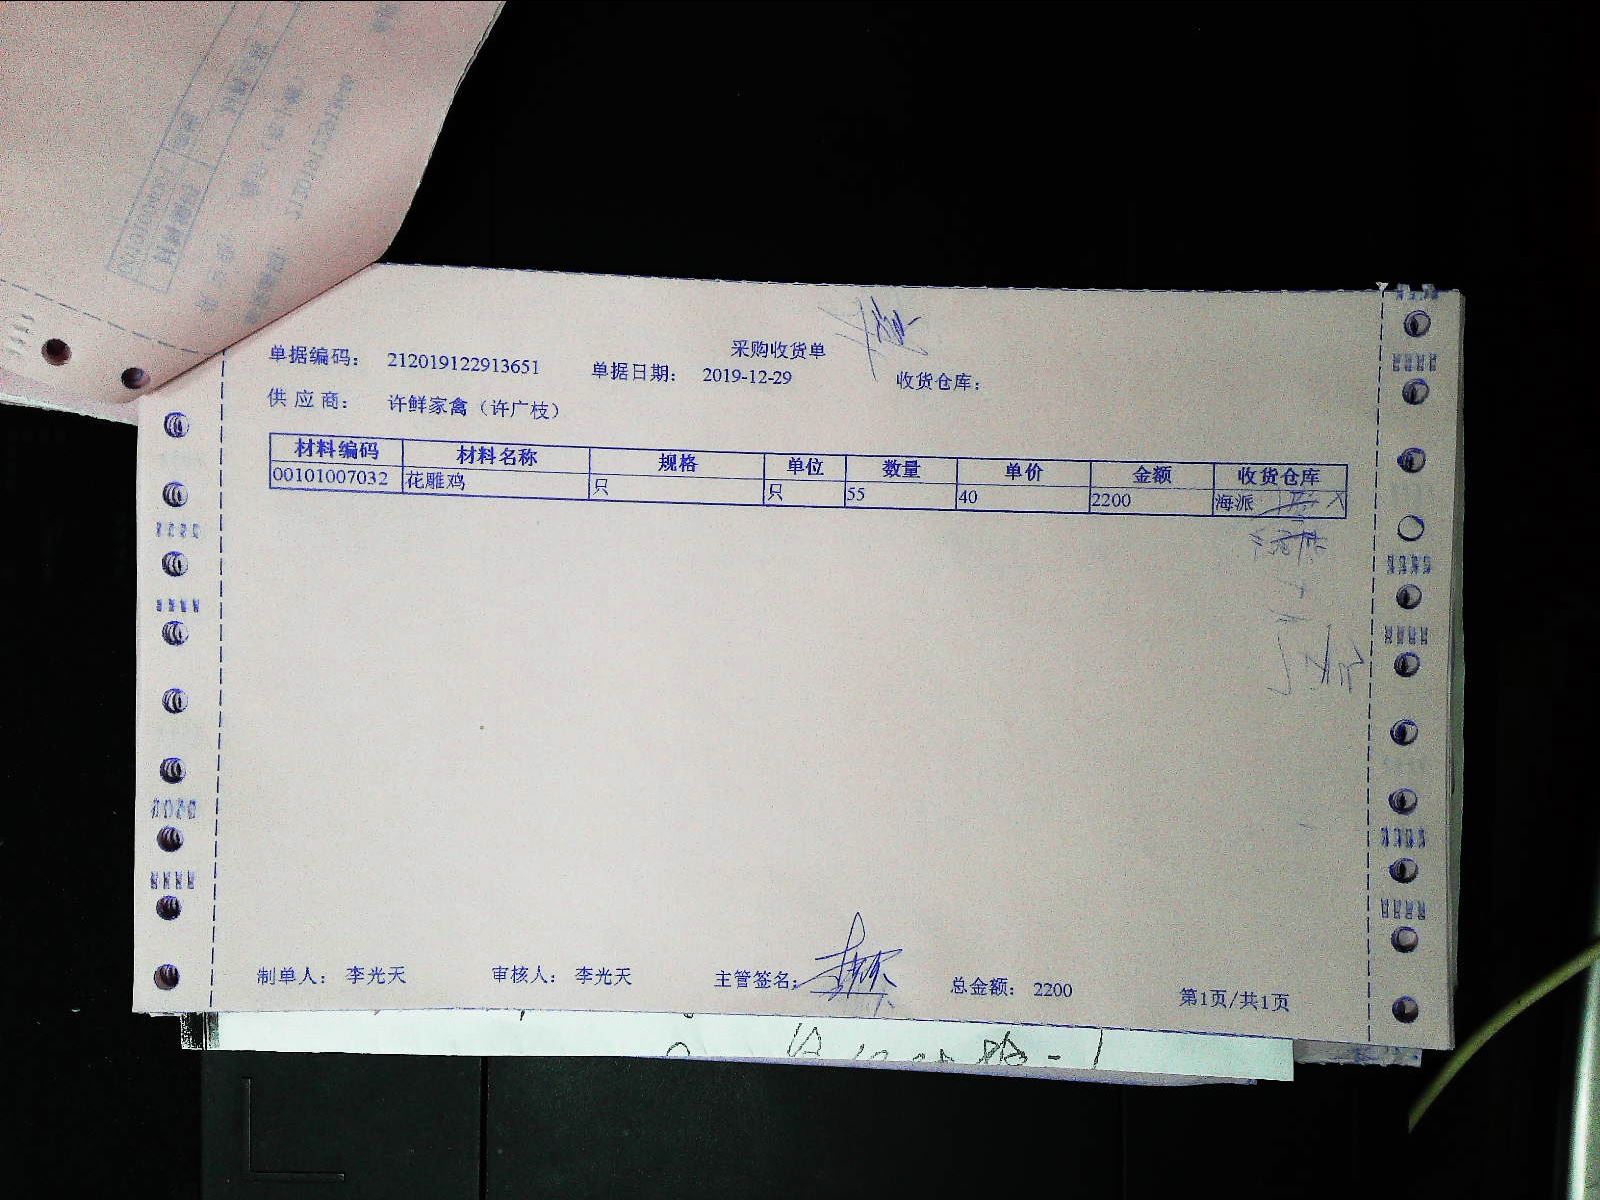 采购收货单
单据编码： 212019122913651 单据日期： 2019-12-29 收货仓库：
供应商： 许鲜家禽（许广枝）
材料编码 材料名称 规格 单位 数量 单价 金额 收货仓库
00101007032 花雕鸡 只 只 55 40 2200 海派
制单人： 李光天 审核人： 李光天 主管签名： 总金额： 2200 第1页/共1页